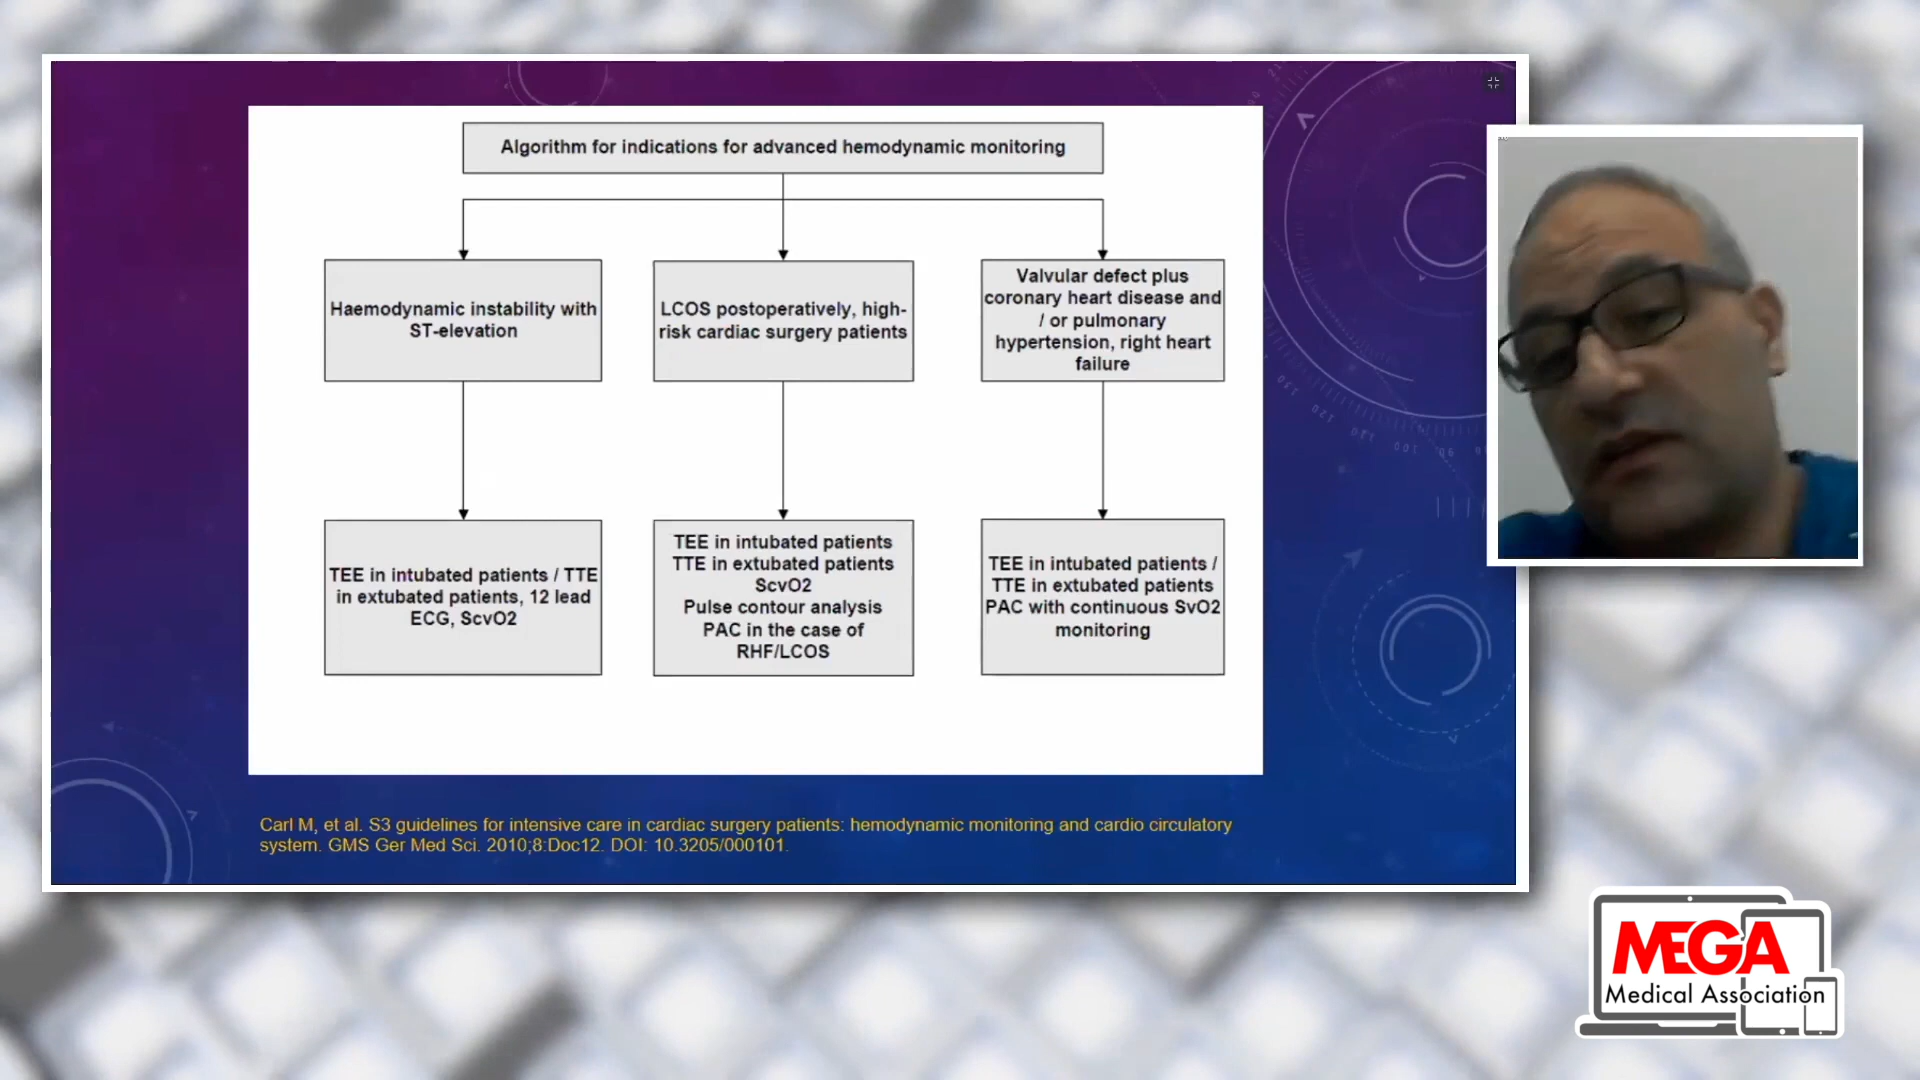 Algorithm for indications for advanced hemodynamic monitoring
Haemodynamic instability with
ST-elevation
LCOS postoperatively, high-
risk cardiac surgery patients
Valvular defect plus
coronary heart disease and
/ or pulmonary
hypertension, right heart
failure
TEE in intubated patients / TTE
in extubated patients, 12 lead
ECG, ScvO2
TEE in intubated patients
TTE in extubated patients
ScvO2
Pulse contour analysis
PAC in the case of
RHF/LCOS
TEE in intubated patients /
TTE in extubated patients
PAC with continuous SvO2
monitoring
Carl M, et al. S3 guidelines for intensive care in cardiac surgery patients: hemodynamic monitoring and cardio circulatory
system. GMS Ger Med Sci. 2010;8:Doc12. DOI: 10.3205/000101.
MEGA
Medical Association